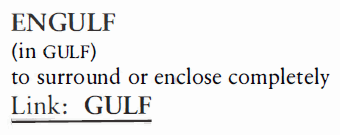 ENGULF
(in GULF)
to surround or enclose completely
Link: GULF